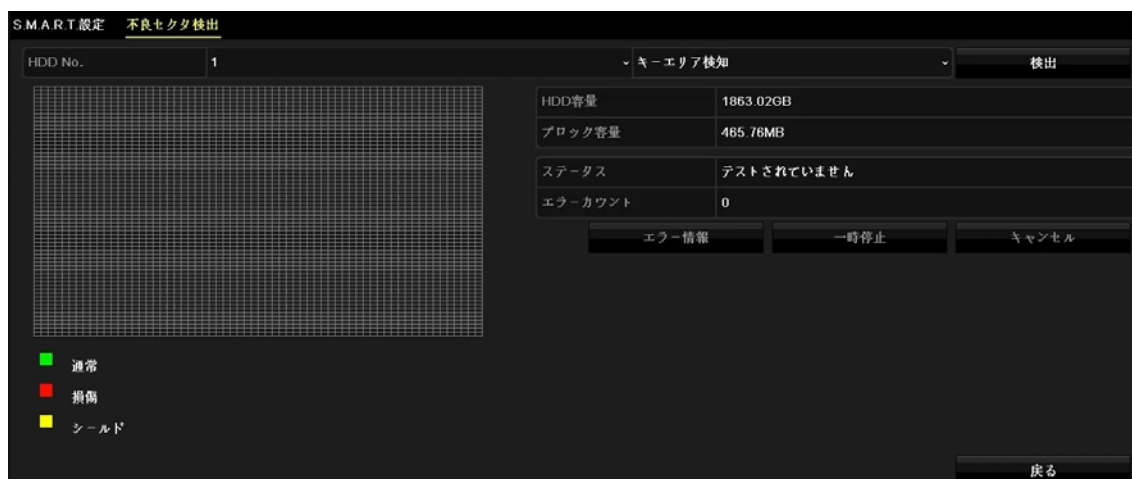 S.M.A.R.T.設定 不良セクタ検出
HDD No. 1 キーエリア検知 検出
HDD容量 1863.02GB
ブロック容量 465.76MB
ステータス テストされていません
エラーカウント 0
エラー情報 一時停止 キャンセル
通常
損傷
シールド
戻る